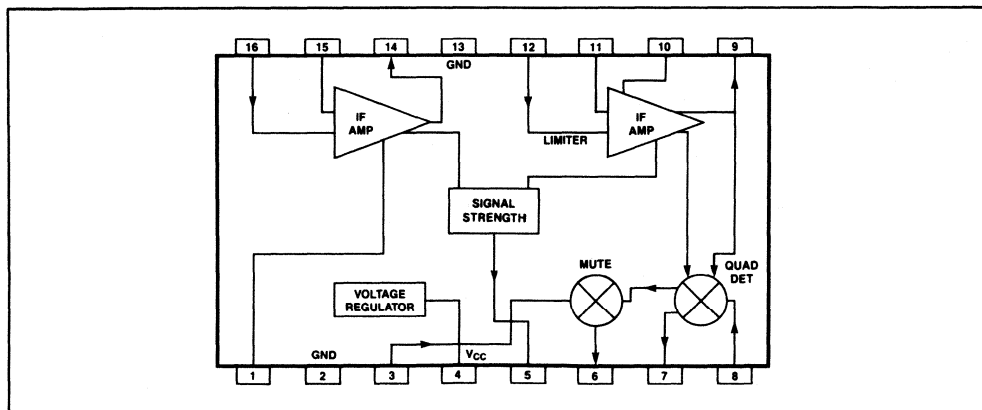 16 15 14 13 12 11 10 9
GND
IF
AMP
LIMITER
IF
AMP
SIGNAL
STRENGTH
MUTE
QUAD
DET
VOLTAGE
REGULATOR
GND
VCC
1 2 3 4 5 6 7 8